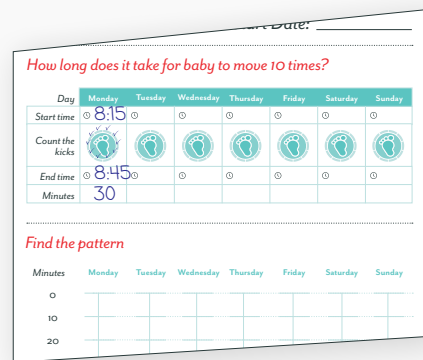 Date:
How long does it take for baby to move 10 times?
Day Monday Tuesday Wednesday Thursday Friday Saturday Sunday
Start time 8:15
Count the
kicks
End time 8:45
Minutes 30
Find the pattern
Minutes Monday Tuesday Wednesday Thursday Friday Saturday Sunday
0
10
20